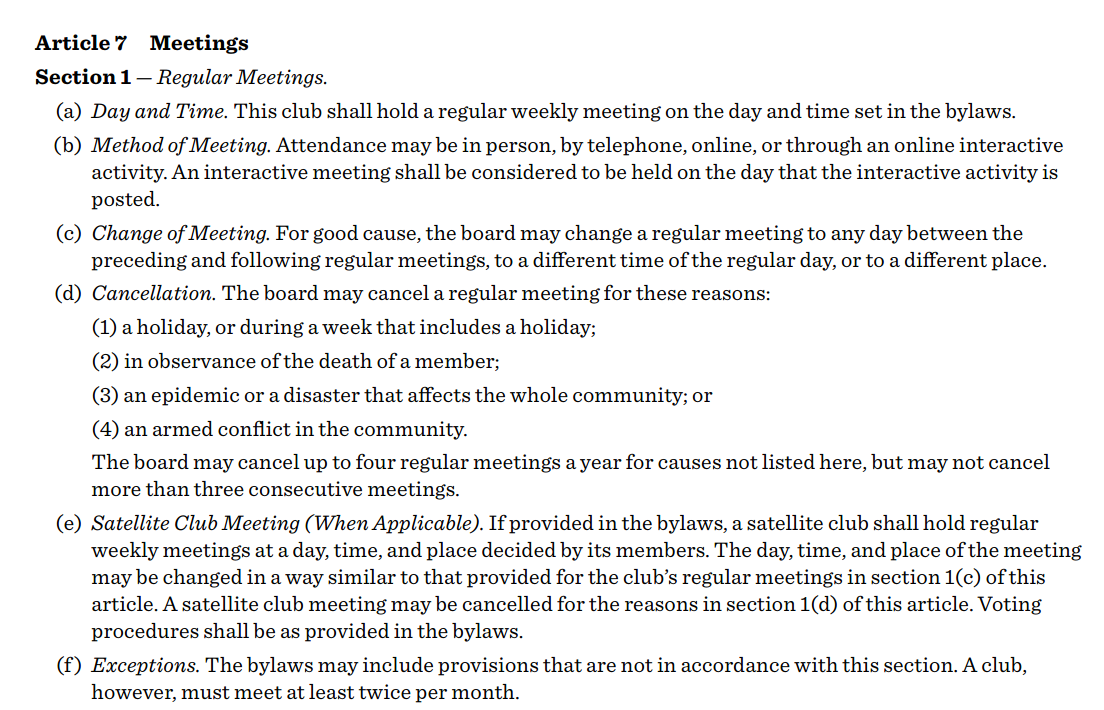 Article 7 Meetings
Section 1 — Regular Meetings.
(a) Day and Time. This club shall hold a regular weekly meeting on the day and time set in the bylaws.
(b) Method of Meeting. Attendance may be in person, by telephone, online, or through an online interactive
activity. An interactive meeting shall be considered to be held on the day that the interactive activity is
posted.
(c) Change of Meeting. For good cause, the board may change a regular meeting to any day between the
preceding and following regular meetings, to a different time of the regular day, or to a different place.
(d) Cancellation. The board may cancel a regular meeting for these reasons:
(1) a holiday, or during a week that includes a holiday;
(2) in observance of the death of a member;
(3) an epidemic or a disaster that affects the whole community; or
(4) an armed conflict in the community.
The board may cancel up to four regular meetings a year for causes not listed here, but may not cancel
more than three consecutive meetings.
(e) Satellite Club Meeting (When Applicable). If provided in the bylaws, a satellite club shall hold regular
weekly meetings at a day, time, and place decided by its members. The day, time, and place of the meeting
may be changed in a way similar to that provided for the club's regular meetings in section 1(c) of this
article. A satellite club meeting may be cancelled for the reasons in section 1(d) of this article. Voting
procedures shall be as provided in the bylaws.
(f) Exceptions. The bylaws may include provisions that are not in accordance with this section. A club,
however, must meet at least twice per month.